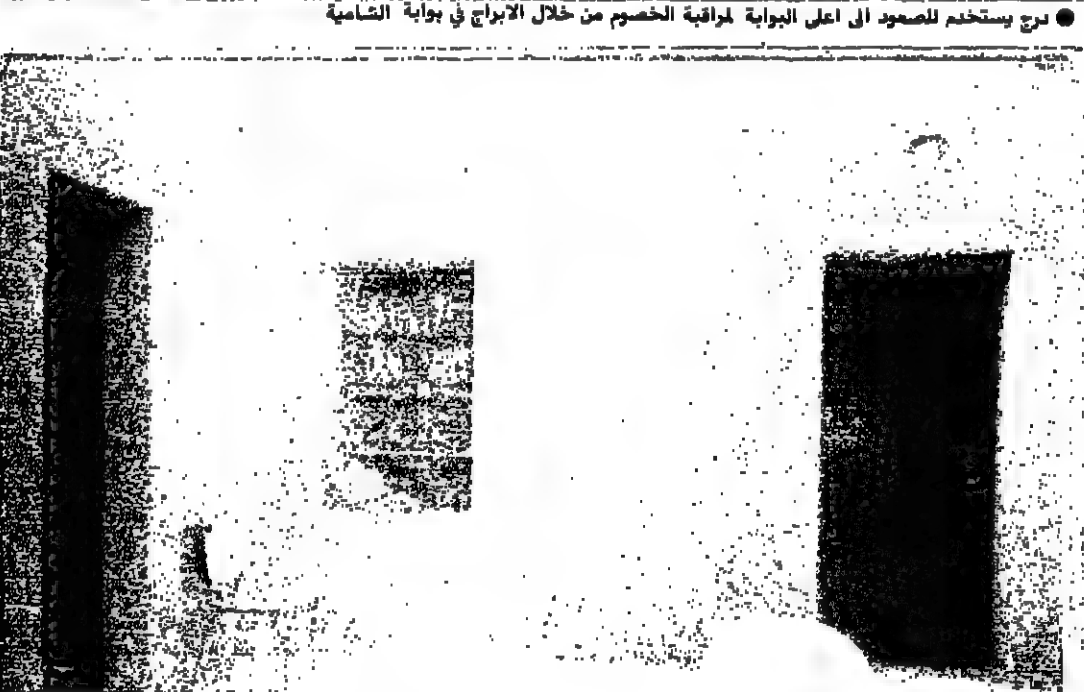 ● درج يستخدم للصعود الى اعلى البوابة لمراقبة الخصوم من خلال الابراج في بوابة الشامية